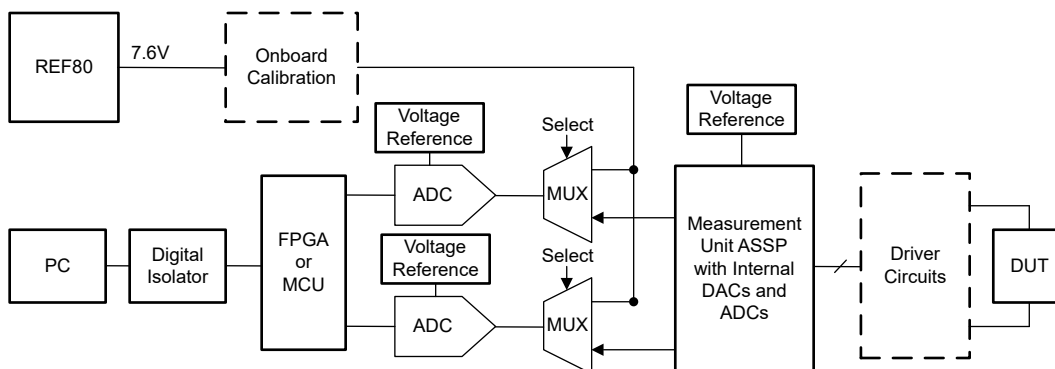 REF80
7.6V
Onboard
Calibration
Voltage
Reference
Select
Voltage
Reference
ADC
MUX
PC
Digital
Isolator
FPGA
or
MCU
Voltage
Reference
Select
ADC
MUX
Measurement
Unit ASSP
with Internal
DACs and
ADCs
Driver
Circuits
DUT